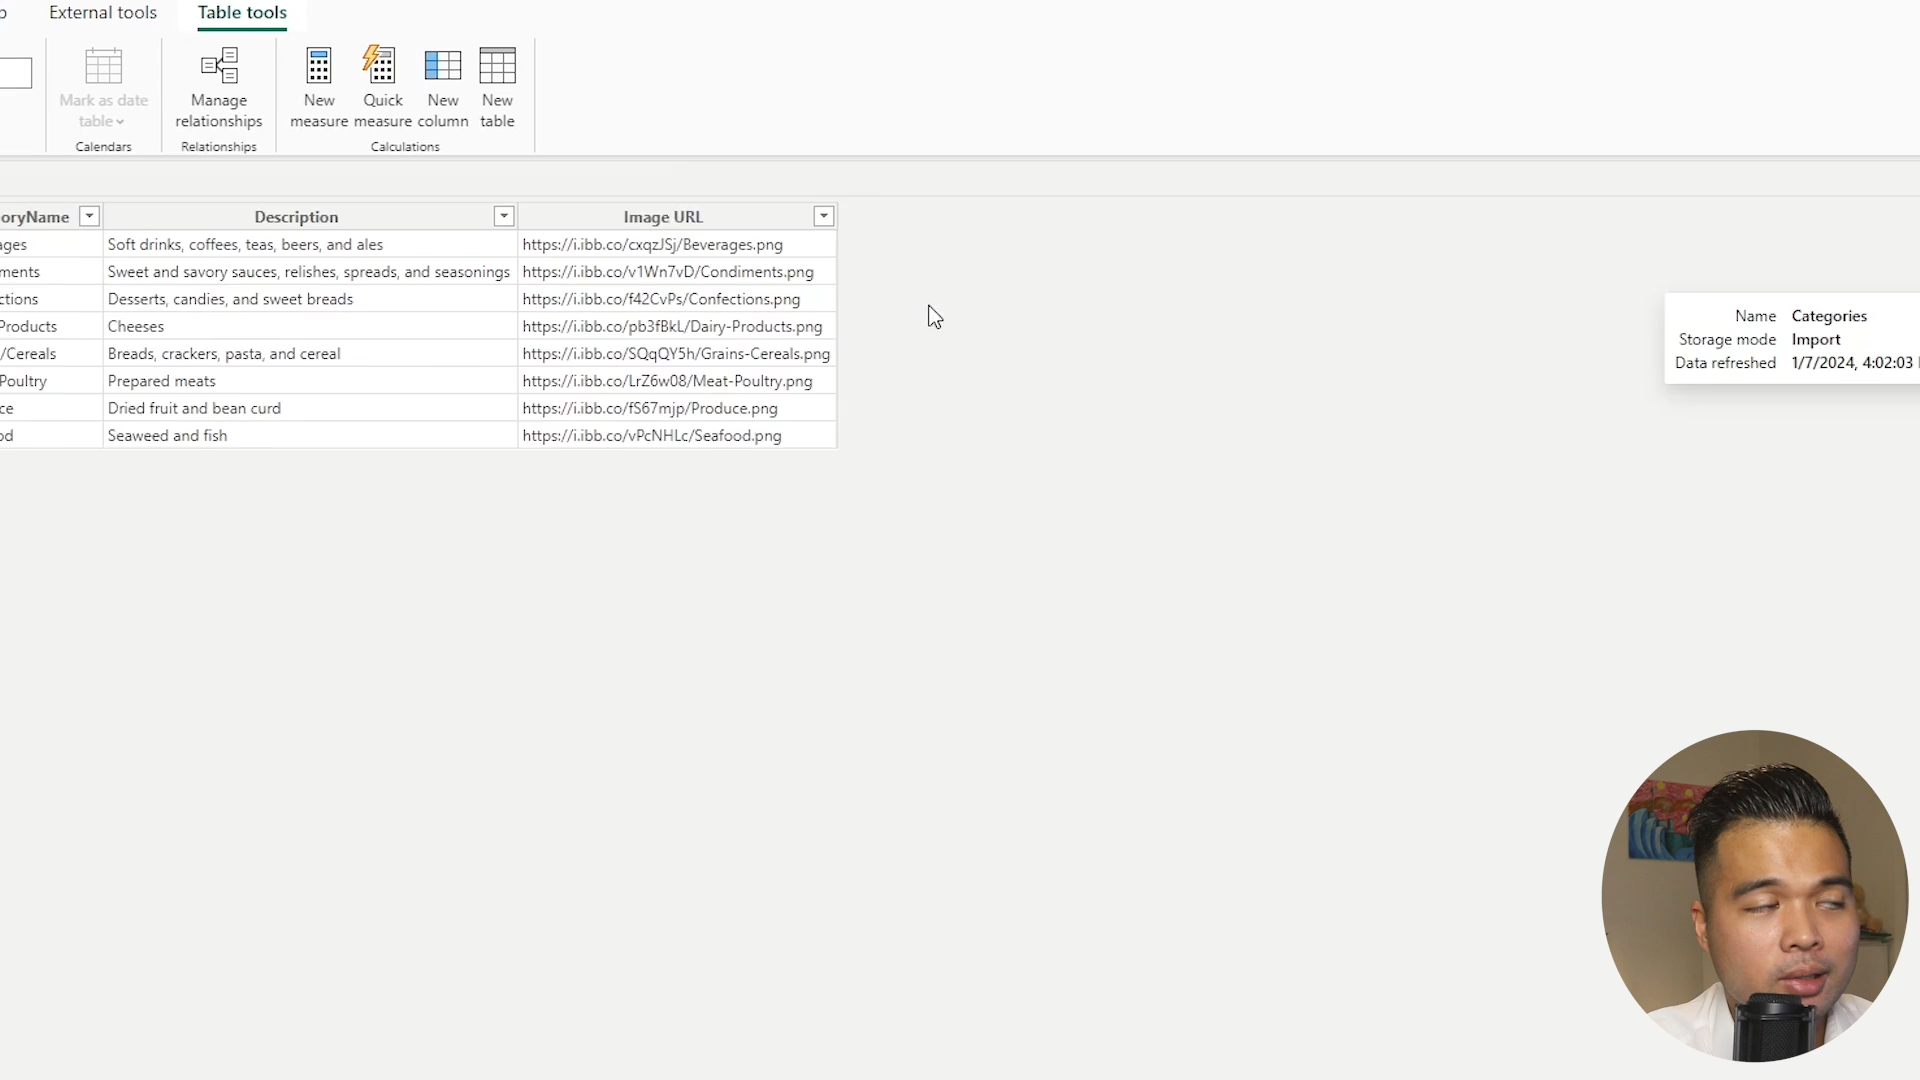 p External tools Table tools
Mark as date table
Manage relationships
New measure
Quick measure
New column
New table
Calendars Relationships Calculations
oryName Description Image URL
ages Soft drinks, coffees, teas, beers, and ales https://i.ibb.co/cxqzJSj/Beverages.png
ments Sweet and savory sauces, relishes, spreads, and seasonings https://i.ibb.co/v1Wn7vD/Condiments.png
ctions Desserts, candies, and sweet breads https://i.ibb.co/f42CvPs/Confections.png
Products Cheeses https://i.ibb.co/pb3fBkL/Dairy-Products.png
/Cereals Breads, crackers, pasta, and cereal https://i.ibb.co/SQqQY5h/Grains-Cereals.png
Poultry Prepared meats https://i.ibb.co/LrZ6w08/Meat-Poultry.png
ce Dried fruit and bean curd https://i.ibb.co/fS67mjp/Produce.png
od Seaweed and fish https://i.ibb.co/vPcNHLc/Seafood.png
Name Categories
Storage mode Import
Data refreshed 1/7/2024, 4:02:03